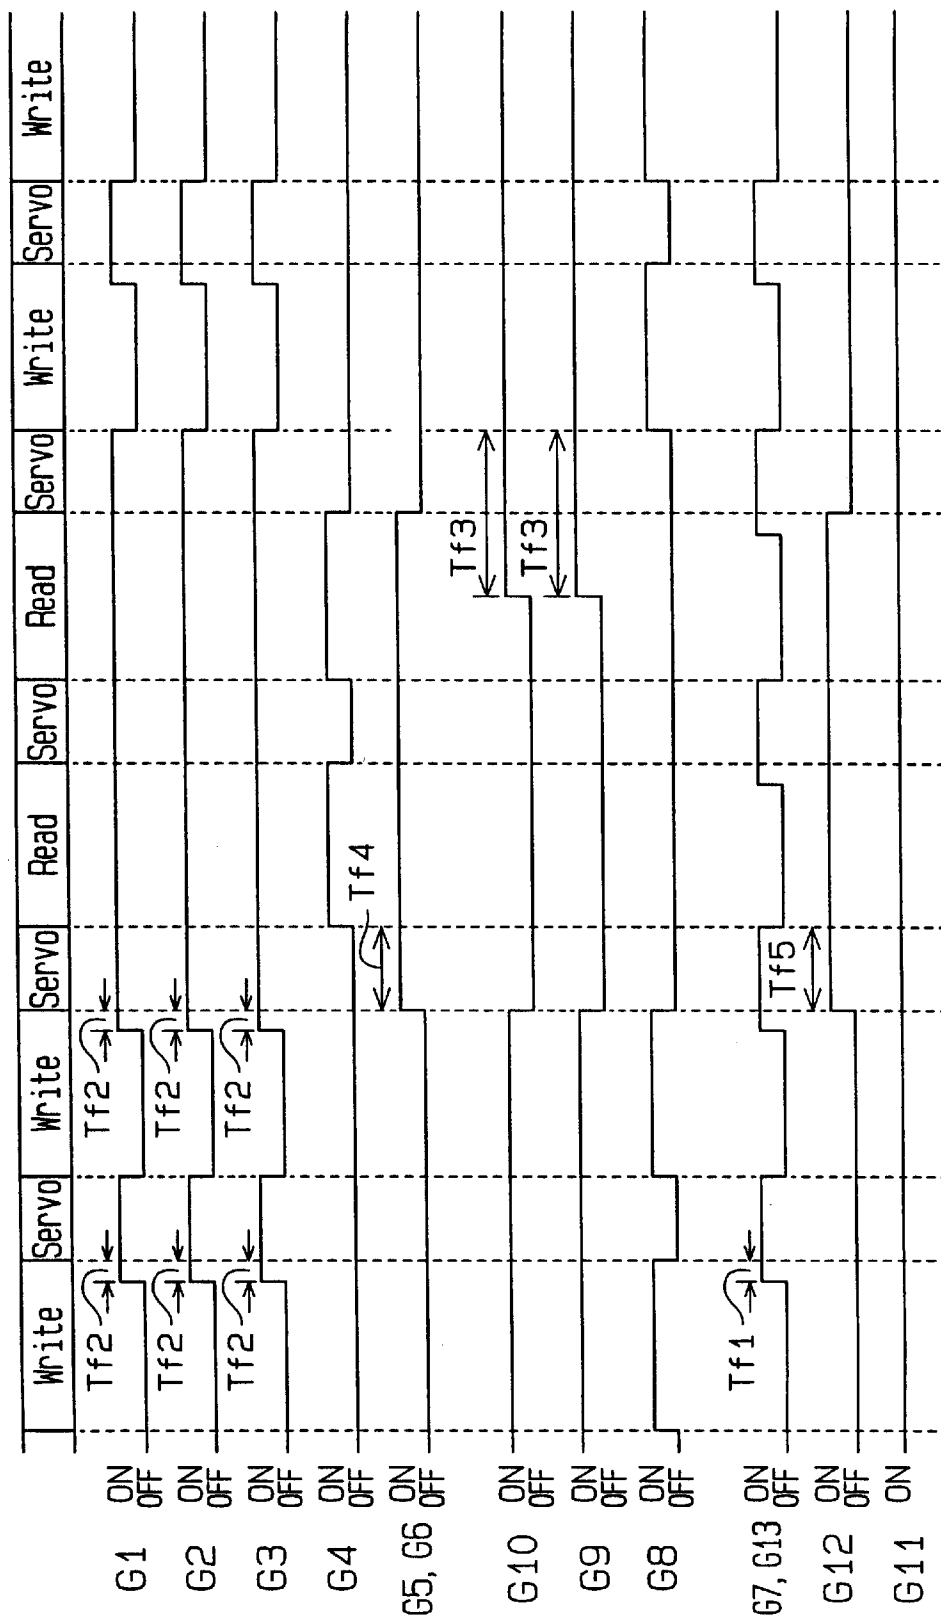 Write Servo Write Servo Read Servo Read Servo Write Servo Write
G1 ON Tf2 Tf2
OFF
G2 ON Tf2 Tf2
OFF
G3 ON Tf2 Tf2
OFF
G4 ON
OFF
Tf4
G5, G6 ON
OFF
Tf3
G10 ON
OFF
Tf3
G9 ON
OFF
G8 ON
OFF
Tf1
G7, G13 ON
OFF
Tf5
G12 ON
OFF
G11 ON